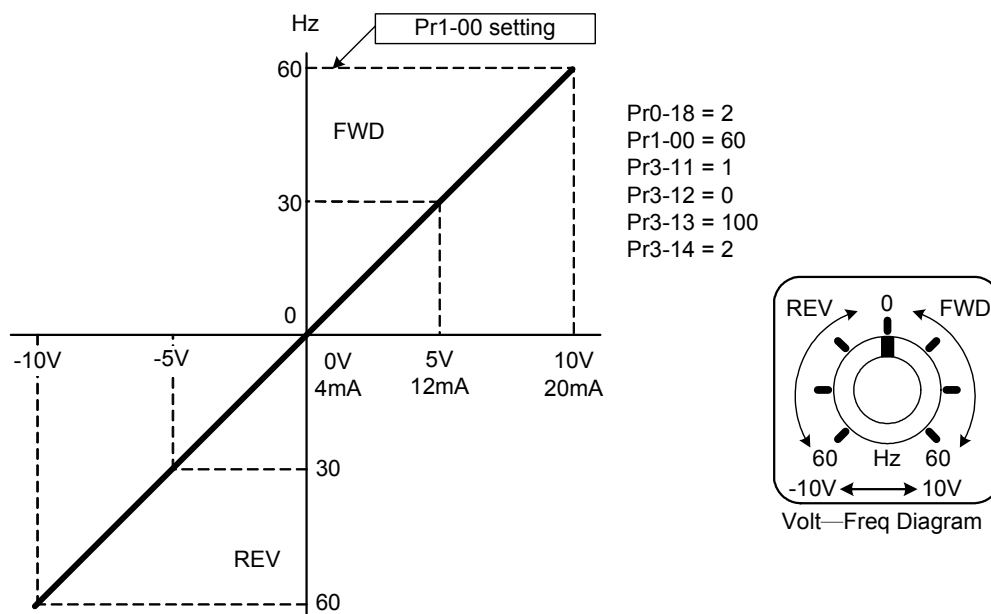 Hz
Pr1-00 setting
60
FWD
30
0
-10V
-5V
0V
4mA
5V
12mA
10V
20mA
30
REV
60
Pr0-18 = 2
Pr1-00 = 60
Pr3-11 = 1
Pr3-12 = 0
Pr3-13 = 100
Pr3-14 = 2
0
REV
FWD
60
Hz
60
-10V
10V
Volt—Freq Diagram